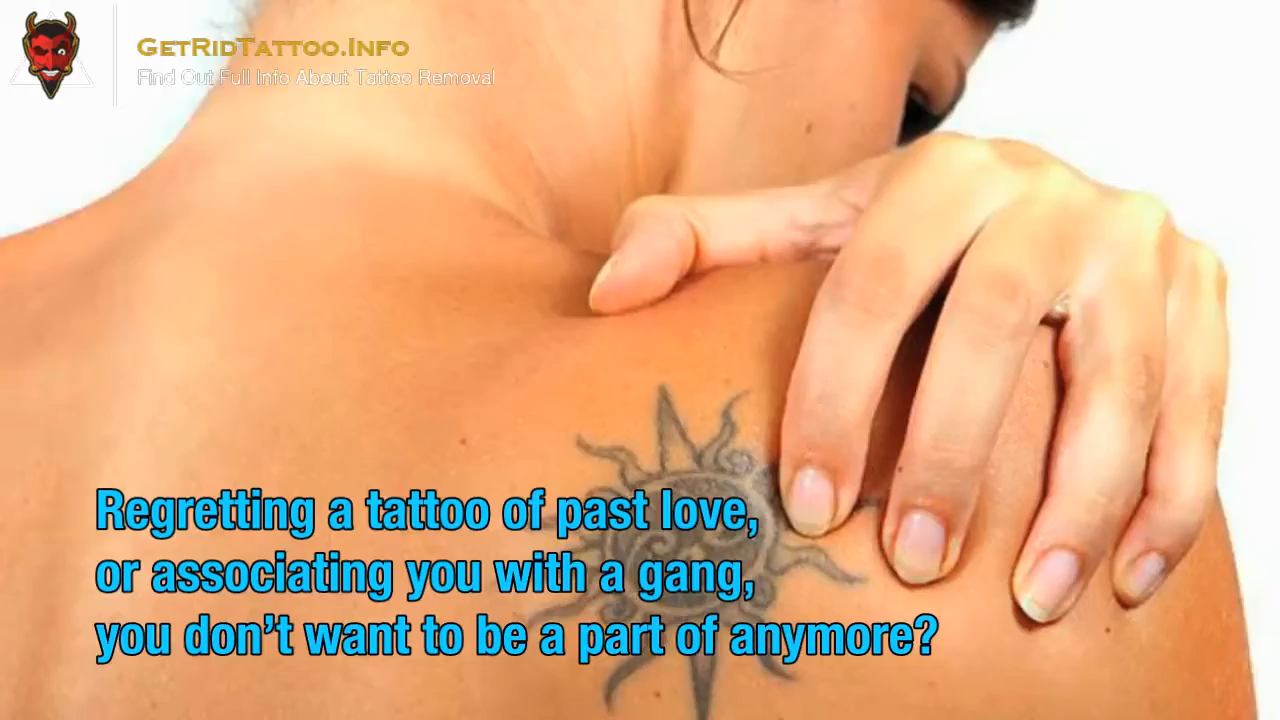 GetRidTattoo.Info
Find Out Full Info About Tattoo Removal
Regretting a tattoo of past love,
or associating you with a gang,
you don't want to be a part of anymore?